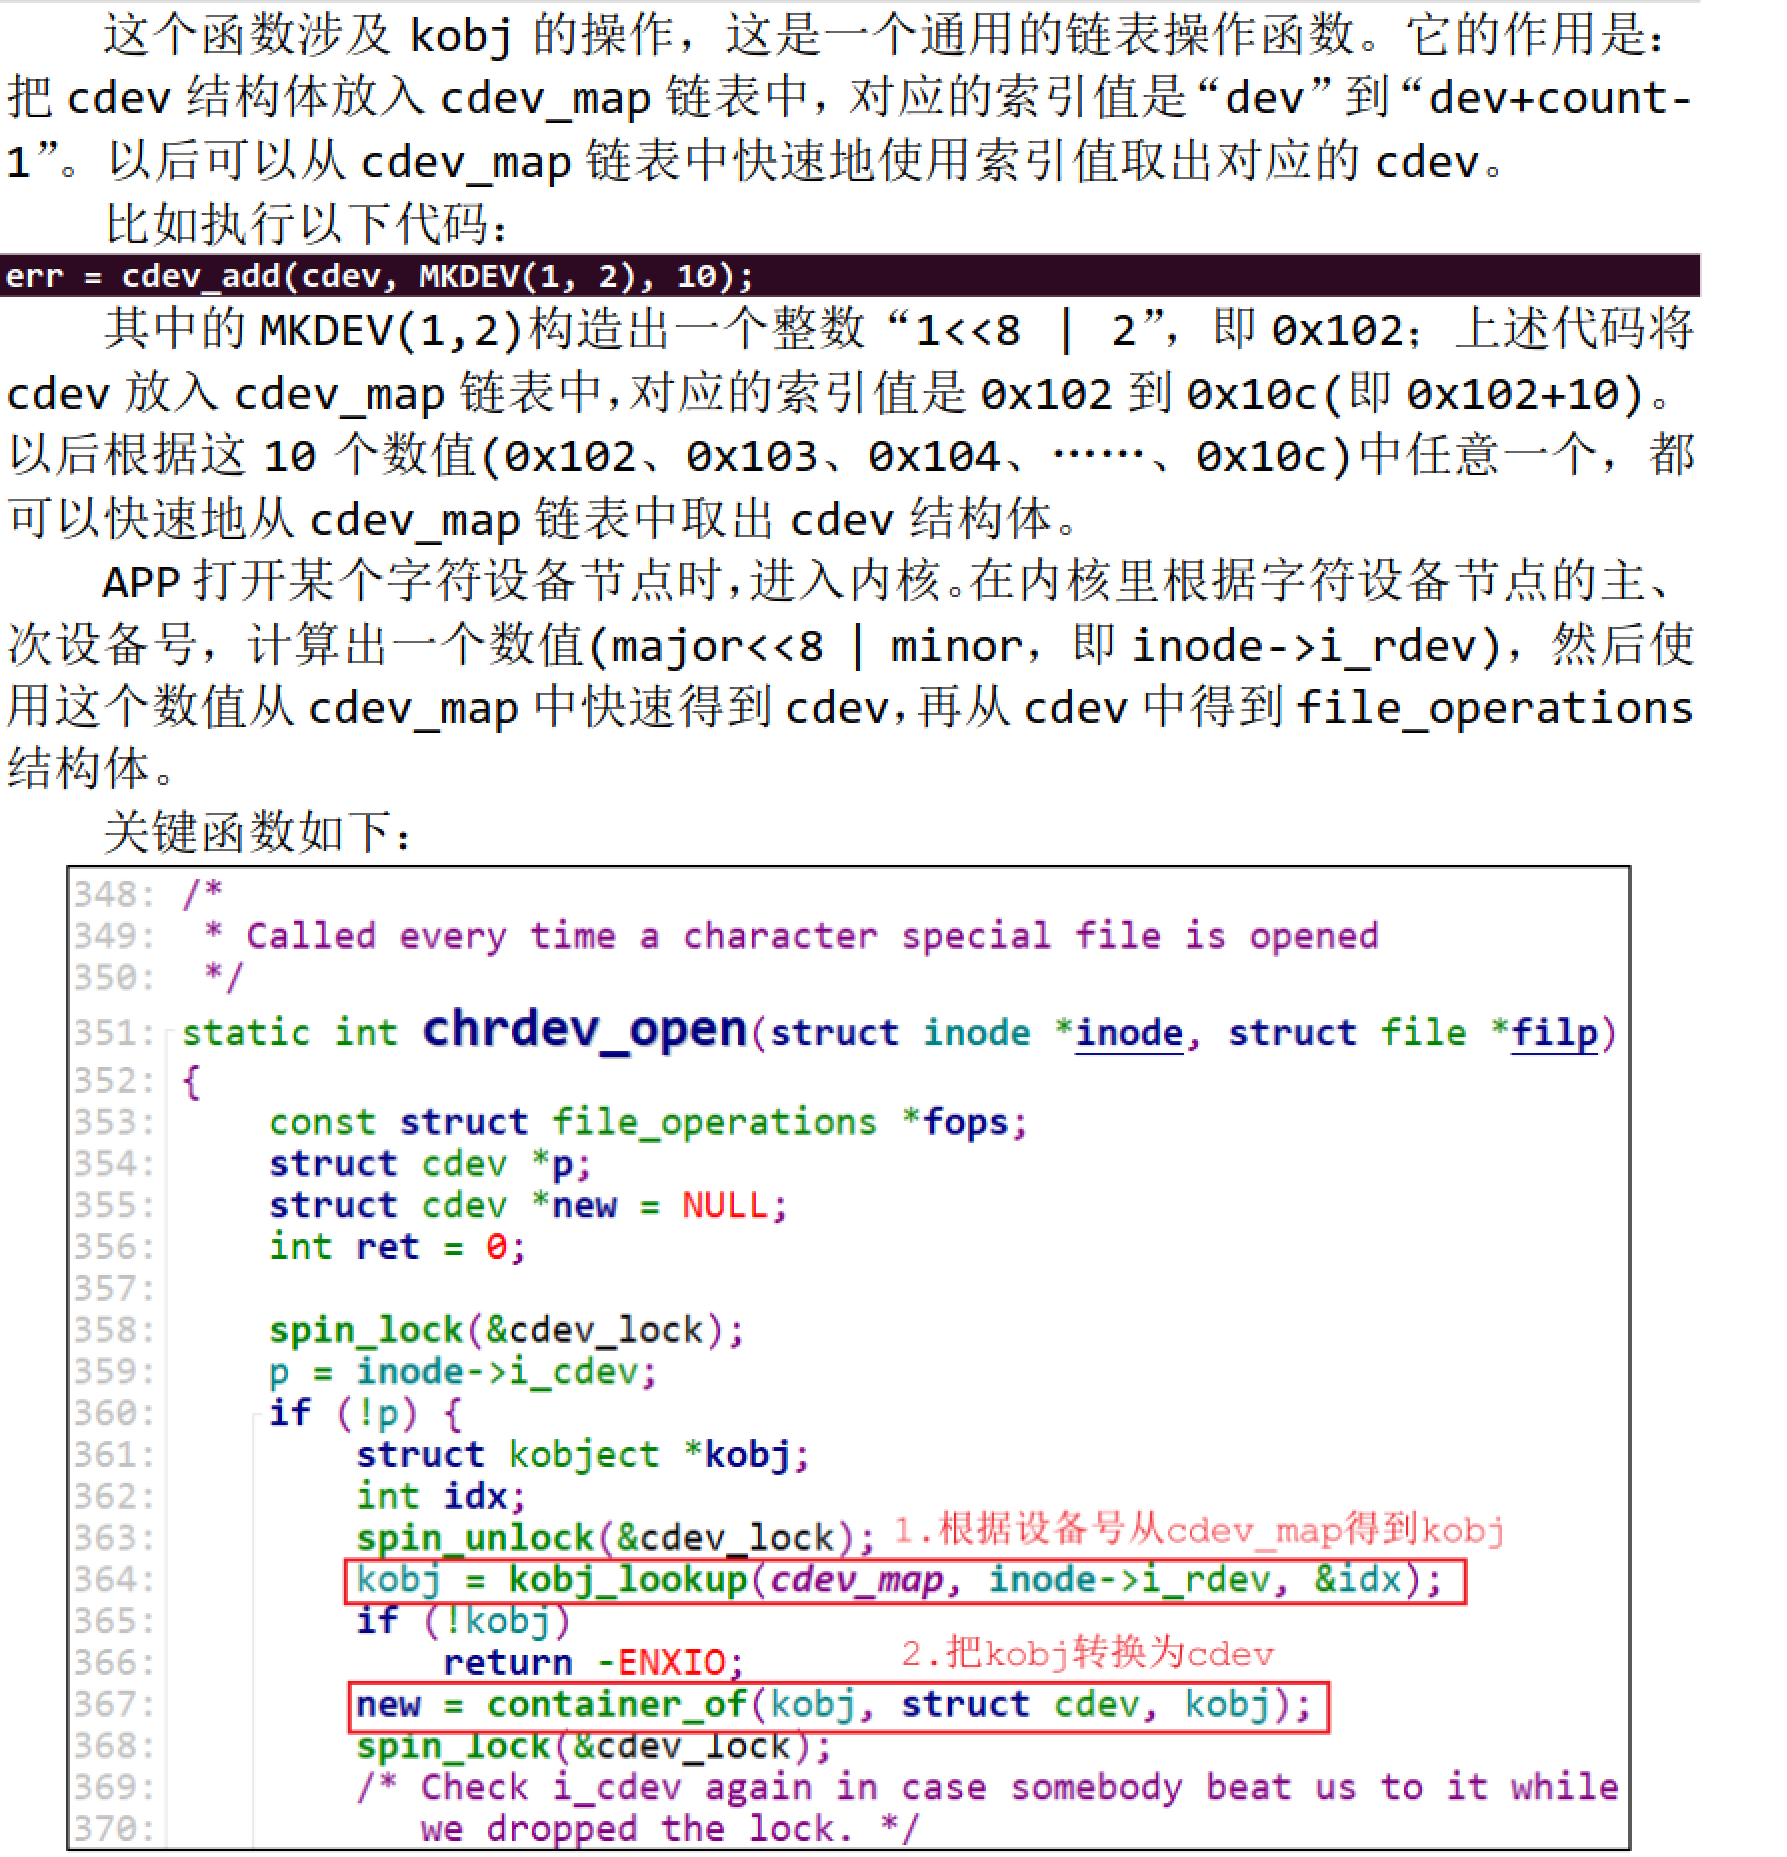 这个函数涉及 kobj 的操作，这是一个通用的链表操作函数。它的作用是：
把 cdev 结构体放入 cdev_map 链表中，对应的索引值是“dev”到“dev+count-
1”。以后可以从 cdev_map 链表中快速地使用索引值取出对应的 cdev。
比如执行以下代码：
err = cdev_add(cdev, MKDEV(1, 2), 10);
其中的 MKDEV(1,2)构造出一个整数“1<<8 | 2”，即 0x102；上述代码将
cdev 放入 cdev_map 链表中，对应的索引值是 0x102 到 0x10c(即 0x102+10)。
以后根据这 10 个数值(0x102、0x103、0x104、……、0x10c)中任意一个，都
可以快速地从 cdev_map 链表中取出 cdev 结构体。
APP 打开某个字符设备节点时，进入内核。在内核里根据字符设备节点的主、
次设备号，计算出一个数值(major<<8 | minor，即 inode->i_rdev)，然后使
用这个数值从 cdev_map 中快速得到 cdev，再从 cdev 中得到 file_operations
结构体。
关键函数如下：
348: /*
349:  * Called every time a character special file is opened
350:  */
351: static int chrdev_open(struct inode *inode, struct file *filp)
352: {
353:     const struct file_operations *fops;
354:     struct cdev *p;
355:     struct cdev *new = NULL;
356:     int ret = 0;
357:
358:     spin_lock(&cdev_lock);
359:     p = inode->i_cdev;
360:     if (!p) {
361:         struct kobject *kobj;
362:         int idx;
363:         spin_unlock(&cdev_lock); 1.根据设备号从cdev_map得到kobj
364:         kobj = kobj_lookup(cdev_map, inode->i_rdev, &idx);
365:         if (!kobj)
366:             return -ENXIO; 2.把kobj转换为cdev
367:         new = container_of(kobj, struct cdev, kobj);
368:         spin_lock(&cdev_lock);
369:         /* Check i_cdev again in case somebody beat us to it while
370:            we dropped the lock. */